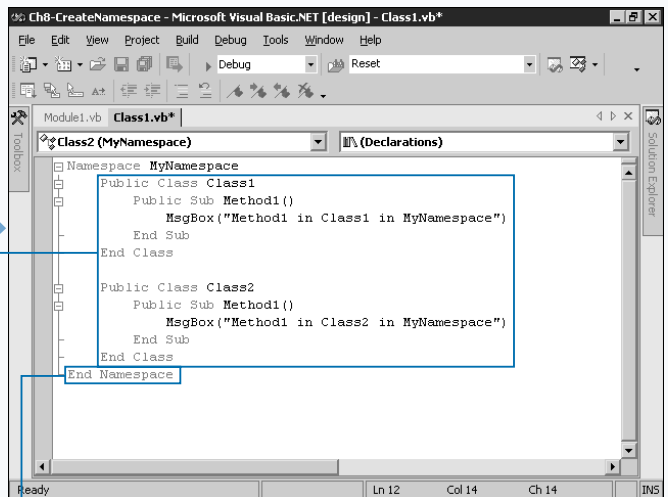 Ch8-CreateNamespace - Microsoft Visual Basic.NET [design] - Class1.vb*
File Edit View Project Build Debug Tools Window Help
Debug Reset
Module1.vb Class1.vb*
Toolbox
Solution Explorer
Class2 (MyNamespace) (Declarations)
Namespace MyNamespace
Public Class Class1
Public Sub Method1()
MsgBox("Method1 in Class1 in MyNamespace")
End Sub
End Class
Public Class Class2
Public Sub Method1()
MsgBox("Method1 in Class2 in MyNamespace")
End Sub
End Class
End Namespace
Ready Ln 12 Col 14 Ch 14 INS